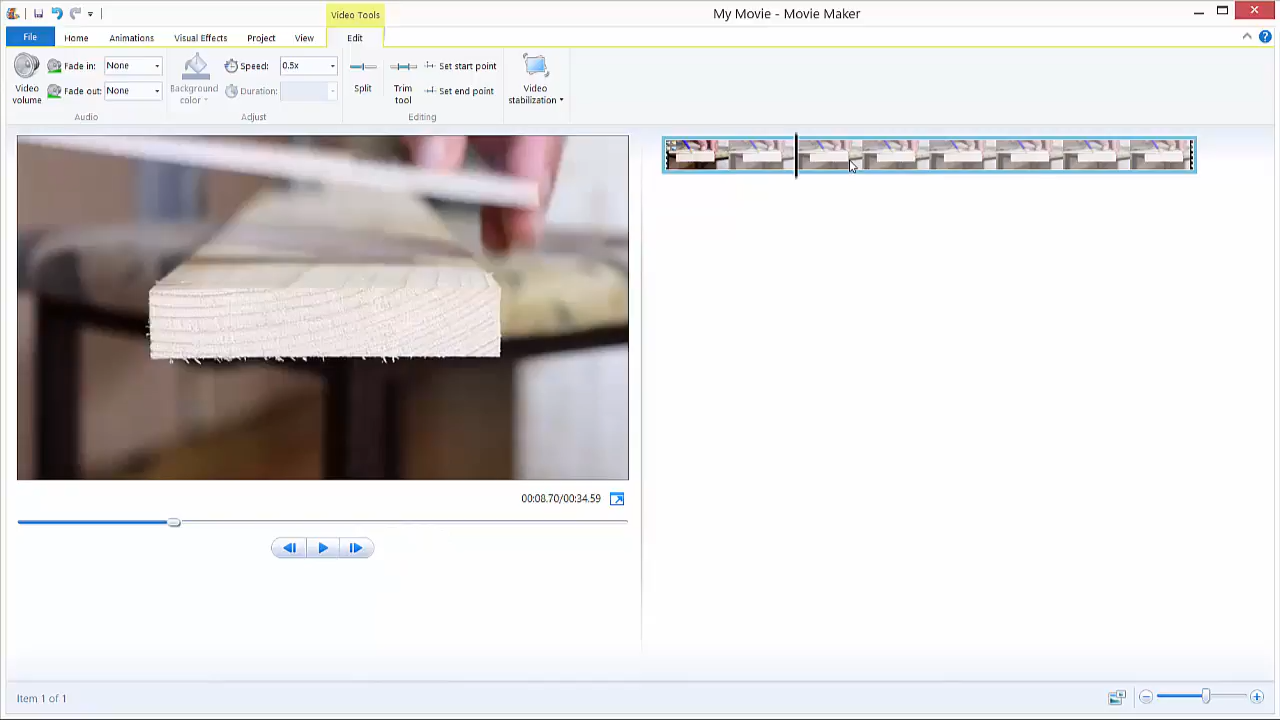 Video Tools
My Movie - Movie Maker
File
Home
Animations
Visual Effects
Project
View
Edit
Video volume
Fade in: None
Fade out: None
Audio
Background color
Speed: 0.5x
Duration:
Adjust
Split
Trim tool
Set start point
Set end point
Editing
Video stabilization
00:08.70/00:34.59
Item 1 of 1